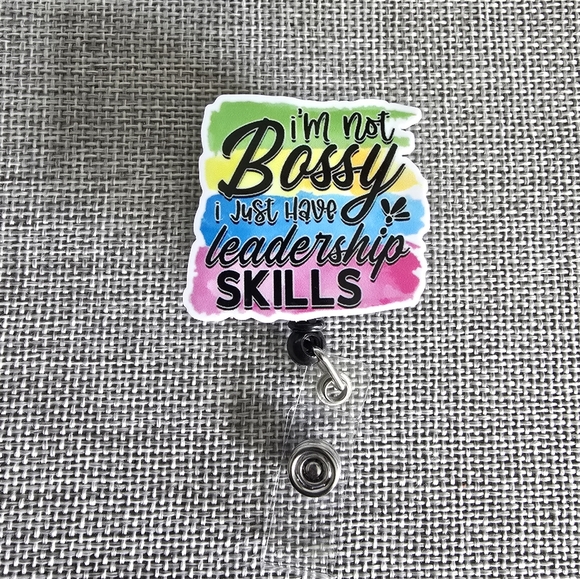 i'm not
Bossy
i Just Have
leadership
SKILLS